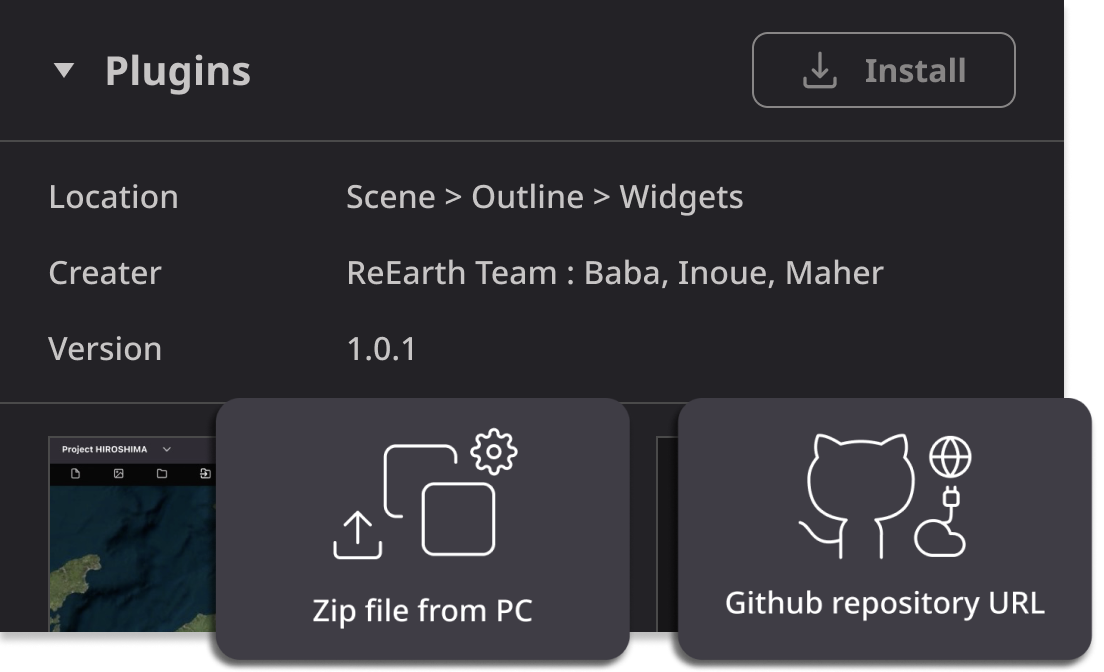 Plugins
Install
Location
Scene > Outline > Widgets
Creater
ReEarth Team : Baba, Inoue, Maher
Version
1.0.1
Project HIROSHIMA
Zip file from PC
Github repository URL